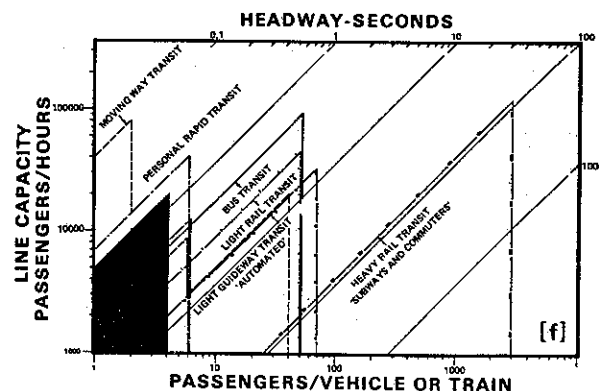 HEADWAY-SECONDS
0,1
1
10
100
MOVING WAY TRANSIT
PERSONAL RAPID TRANSIT
BUS TRANSIT
LIGHT RAIL TRANSIT
LIGHT GUIDEWAY TRANSIT
'AUTOMATED'
HEAVY RAIL TRANSIT
'SUBWAYS AND COMMUTERS'
100000
10000
1000
LINE CAPACITY
PASSENGERS/HOURS
100
[f]
1
10
100
1000
PASSENGERS/VEHICLE OR TRAIN